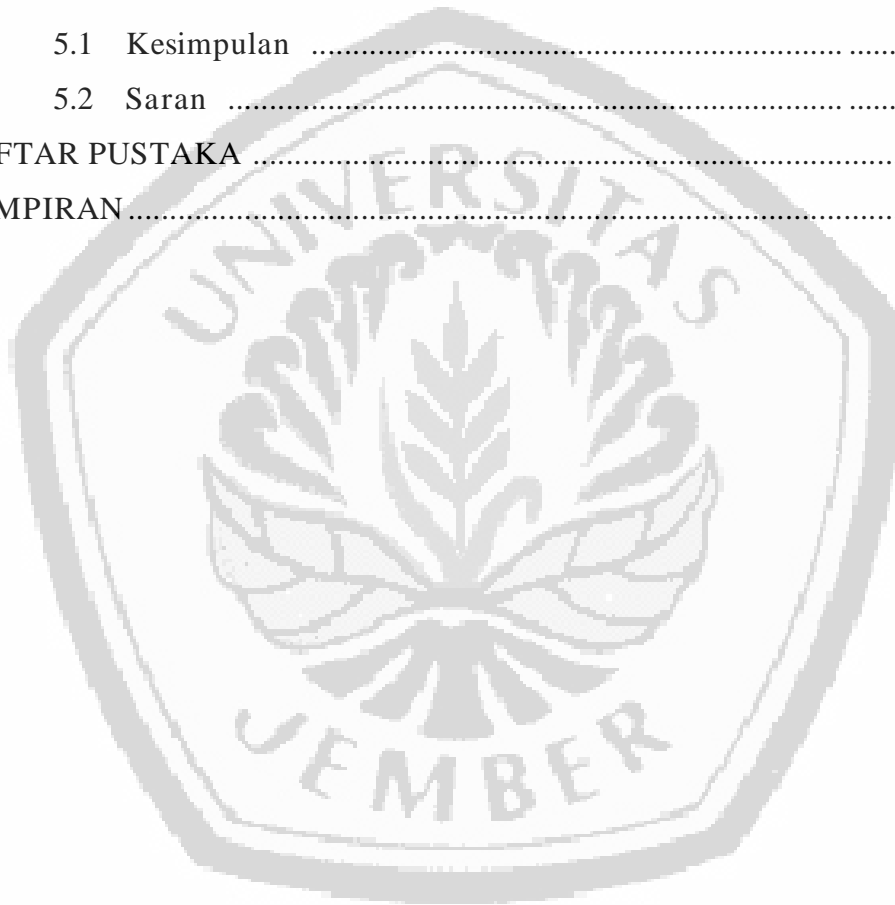 5.1 Kesimpulan ........................................................................
5.2 Saran ........................................................................
FTAR PUSTAKA ........................................................................
MPIRAN ........................................................................
UNIVERSITAS
JEMBER